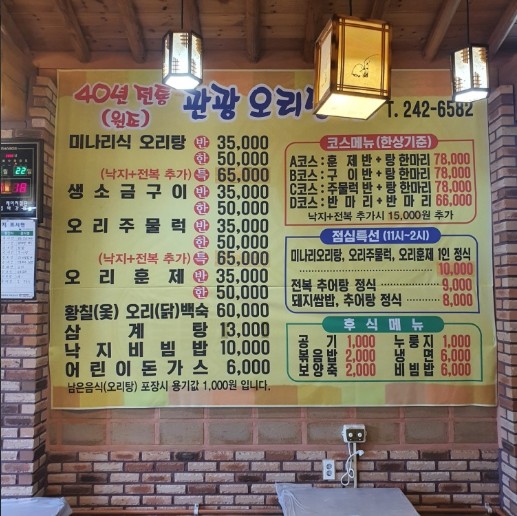 40년 전통
(원조)
관광 오리탕
T. 242-6582
미나리식 오리탕 반 35,000
한 50,000
(낙지+전복 추가) 특 65,000
생소금구이 반 35,000
한 50,000
오리주물럭 반 35,000
한 50,000
(낙지+전복 추가) 특 65,000
오리훈제 반 35,000
한 50,000
황칠(옻) 오리(닭)백숙 60,000
삼계탕 13,000
낙지비빔밥 10,000
어린이돈가스 6,000
남은음식(오리탕) 포장시 용기값 1,000원 입니다.
코스메뉴 (한상기준)
A코스 : 훈제반+탕한마리 78,000
B코스 : 구이반+탕한마리 78,000
C코스 : 주물럭반+탕한마리 78,000
D코스 : 반마리+반마리 66,000
낙지+전복 추가시 15,000원 추가
점심특선 (11시~2시)
미나리오리탕, 오리주물럭, 오리훈제 1인 정식
10,000
전복 추어탕 정식 9,000
돼지쌈밥, 추어탕 정식 8,000
후식메뉴
공기 1,000 누룽지 1,000
볶음밥 2,000 냉면 6,000
보양죽 2,000 비빔밥 6,000
22
18